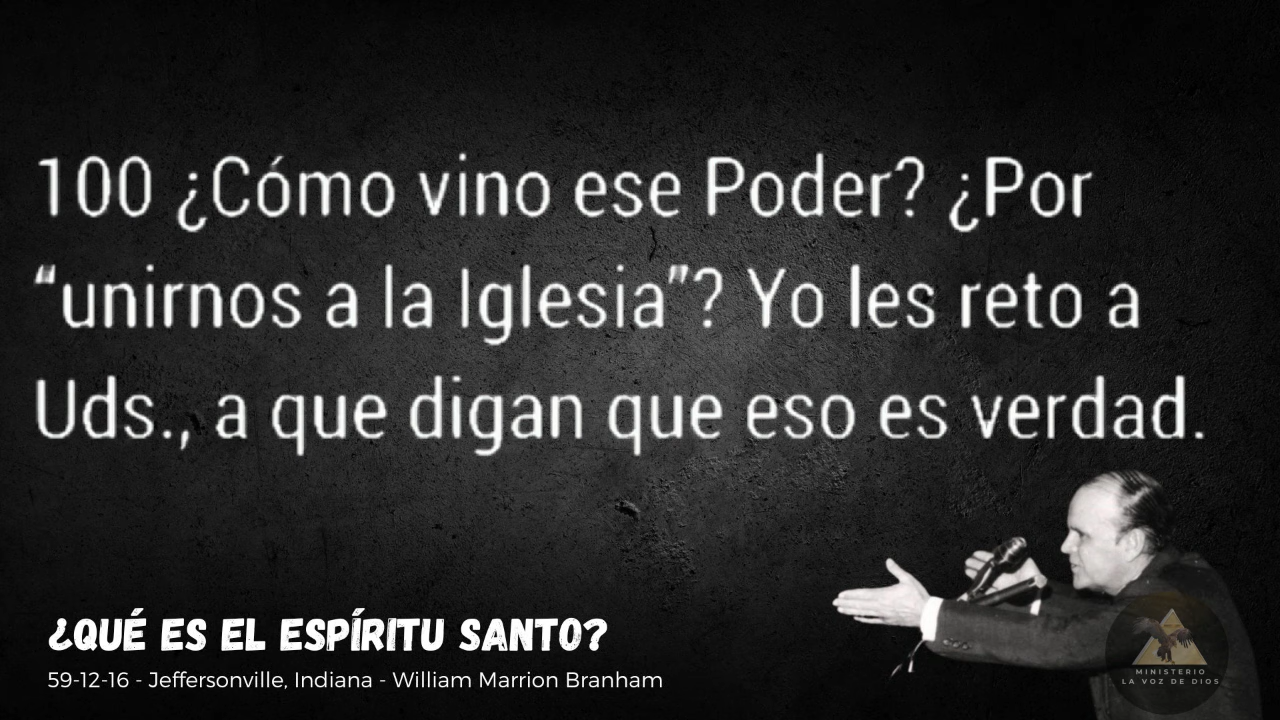 100 ¿Cómo vino ese Poder? ¿Por
“unirnos a la Iglesia”? Yo les reto a
Uds., a que digan que eso es verdad.
¿QUÉ ES EL ESPÍRITU SANTO?
59-12-16 - Jeffersonville, Indiana - William Marrion Branham
MINISTERIO
LA VOZ DE DIOS